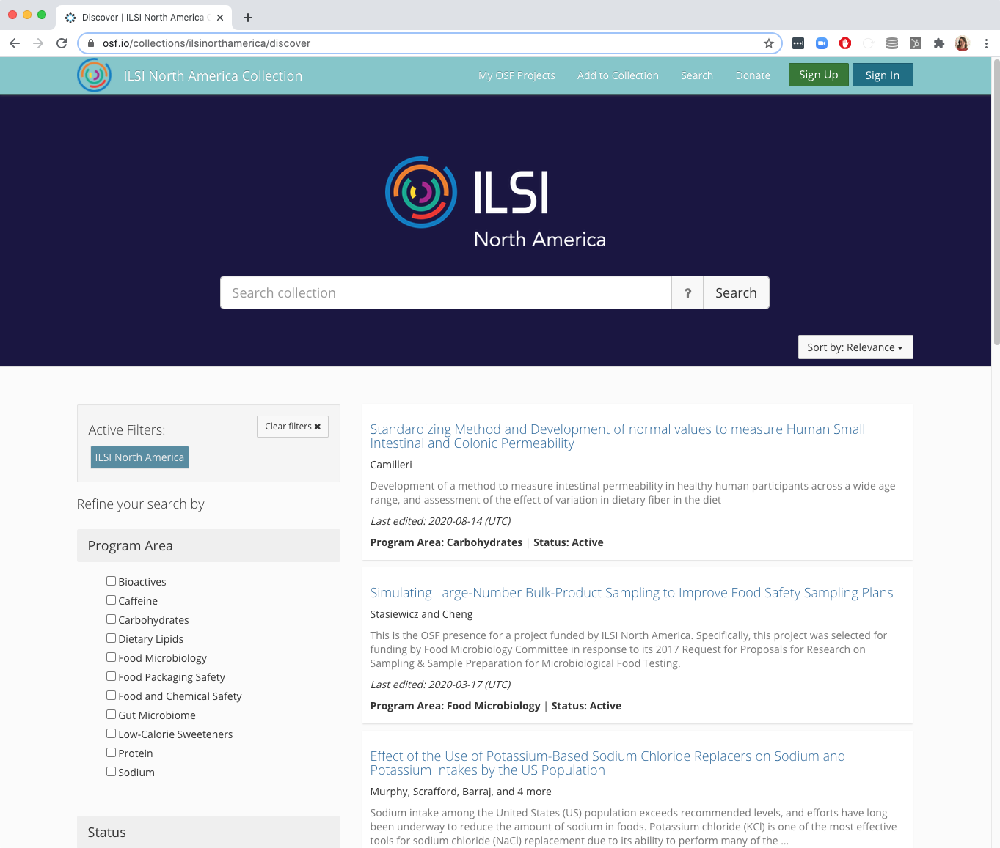 Discover | ILSI North America
osf.io/collections/ilsinorthamerica/discover
ILSI North America Collection
My OSF Projects
Add to Collection
Search
Donate
Sign Up
Sign In
ILSI
North America
Search collection
?
Search
Sort by: Relevance
Active Filters:
Clear filters
ILSI North America
Refine your search by
Program Area
Bioactives
Caffeine
Carbohydrates
Dietary Lipids
Food Microbiology
Food Packaging Safety
Food and Chemical Safety
Gut Microbiome
Low-Calorie Sweeteners
Protein
Sodium
Status
Standardizing Method and Development of normal values to measure Human Small
Intestinal and Colonic Permeability
Camilleri
Development of a method to measure intestinal permeability in healthy human participants across a wide age
range, and assessment of the effect of variation in dietary fiber in the diet
Last edited: 2020-08-14 (UTC)
Program Area: Carbohydrates | Status: Active
Simulating Large-Number Bulk-Product Sampling to Improve Food Safety Sampling Plans
Stasiewicz and Cheng
This is the OSF presence for a project funded by ILSI North America. Specifically, this project was selected for
funding by Food Microbiology Committee in response to its 2017 Request for Proposals for Research on
Sampling & Sample Preparation for Microbiological Food Testing.
Last edited: 2020-03-17 (UTC)
Program Area: Food Microbiology | Status: Active
Effect of the Use of Potassium-Based Sodium Chloride Replacers on Sodium and
Potassium Intakes by the US Population
Murphy, Scrafford, Barraj, and 4 more
Sodium intake among the United States (US) population exceeds recommended levels, and efforts have long
been underway to reduce the amount of sodium in foods. Potassium chloride (KCl) is one of the most effective
tools for sodium chloride (NaCl) replacement due to its ability to perform many of the ...